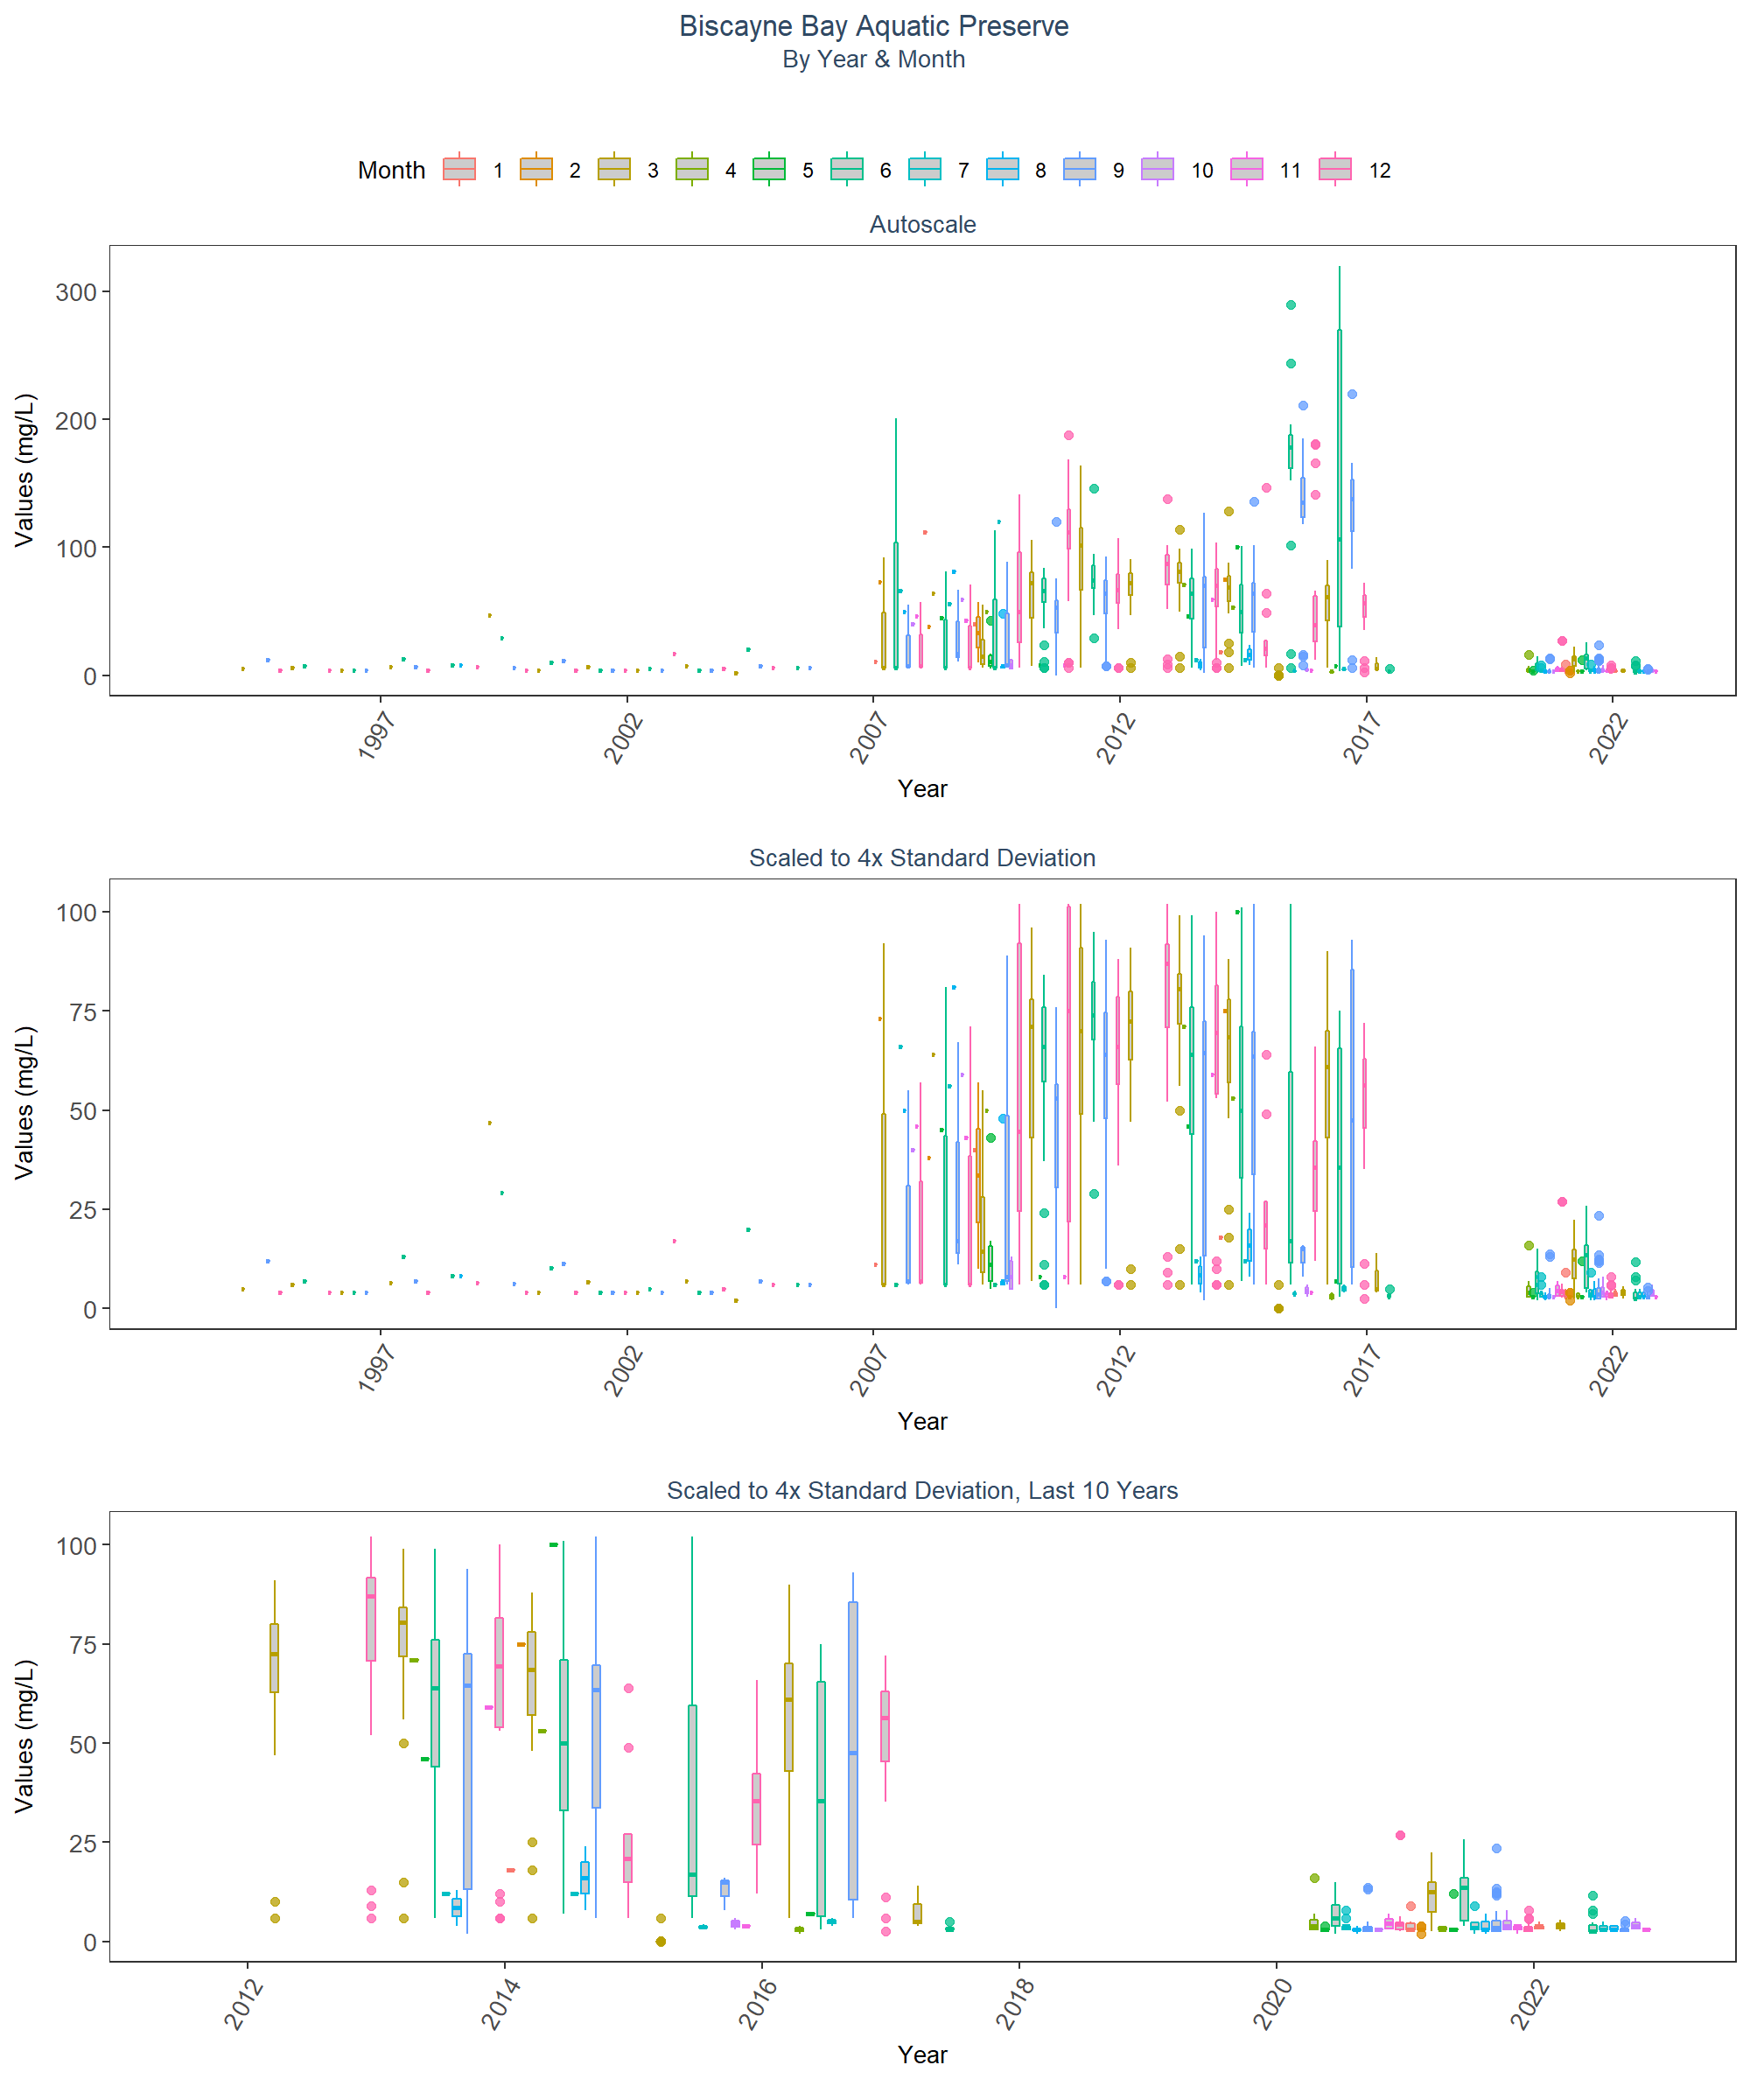 Biscayne Bay Aquatic Preserve
By Year & Month
Month 1 2 3 4 5 6 7 8 9 10 11 12
Autoscale
300
200
100
0
Values (mg/L)
1997 2002 2007 2012 2017 2022
Year
Scaled to 4x Standard Deviation
100
75
50
25
0
Values (mg/L)
1997 2002 2007 2012 2017 2022
Year
Scaled to 4x Standard Deviation, Last 10 Years
100
75
50
25
0
Values (mg/L)
2012 2014 2016 2018 2020 2022
Year